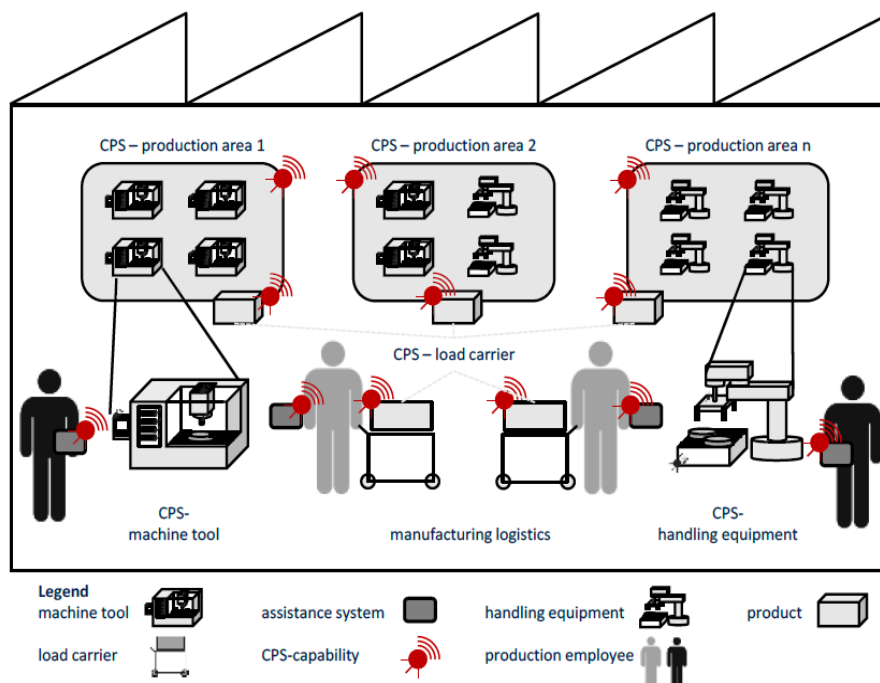 CPS – production area 1
CPS – production area 2
CPS – production area n
CPS – load carrier
CPS-
machine tool
manufacturing logistics
CPS-
handling equipment
Legend
machine tool
assistance system
handling equipment
product
load carrier
CPS-capability
production employee